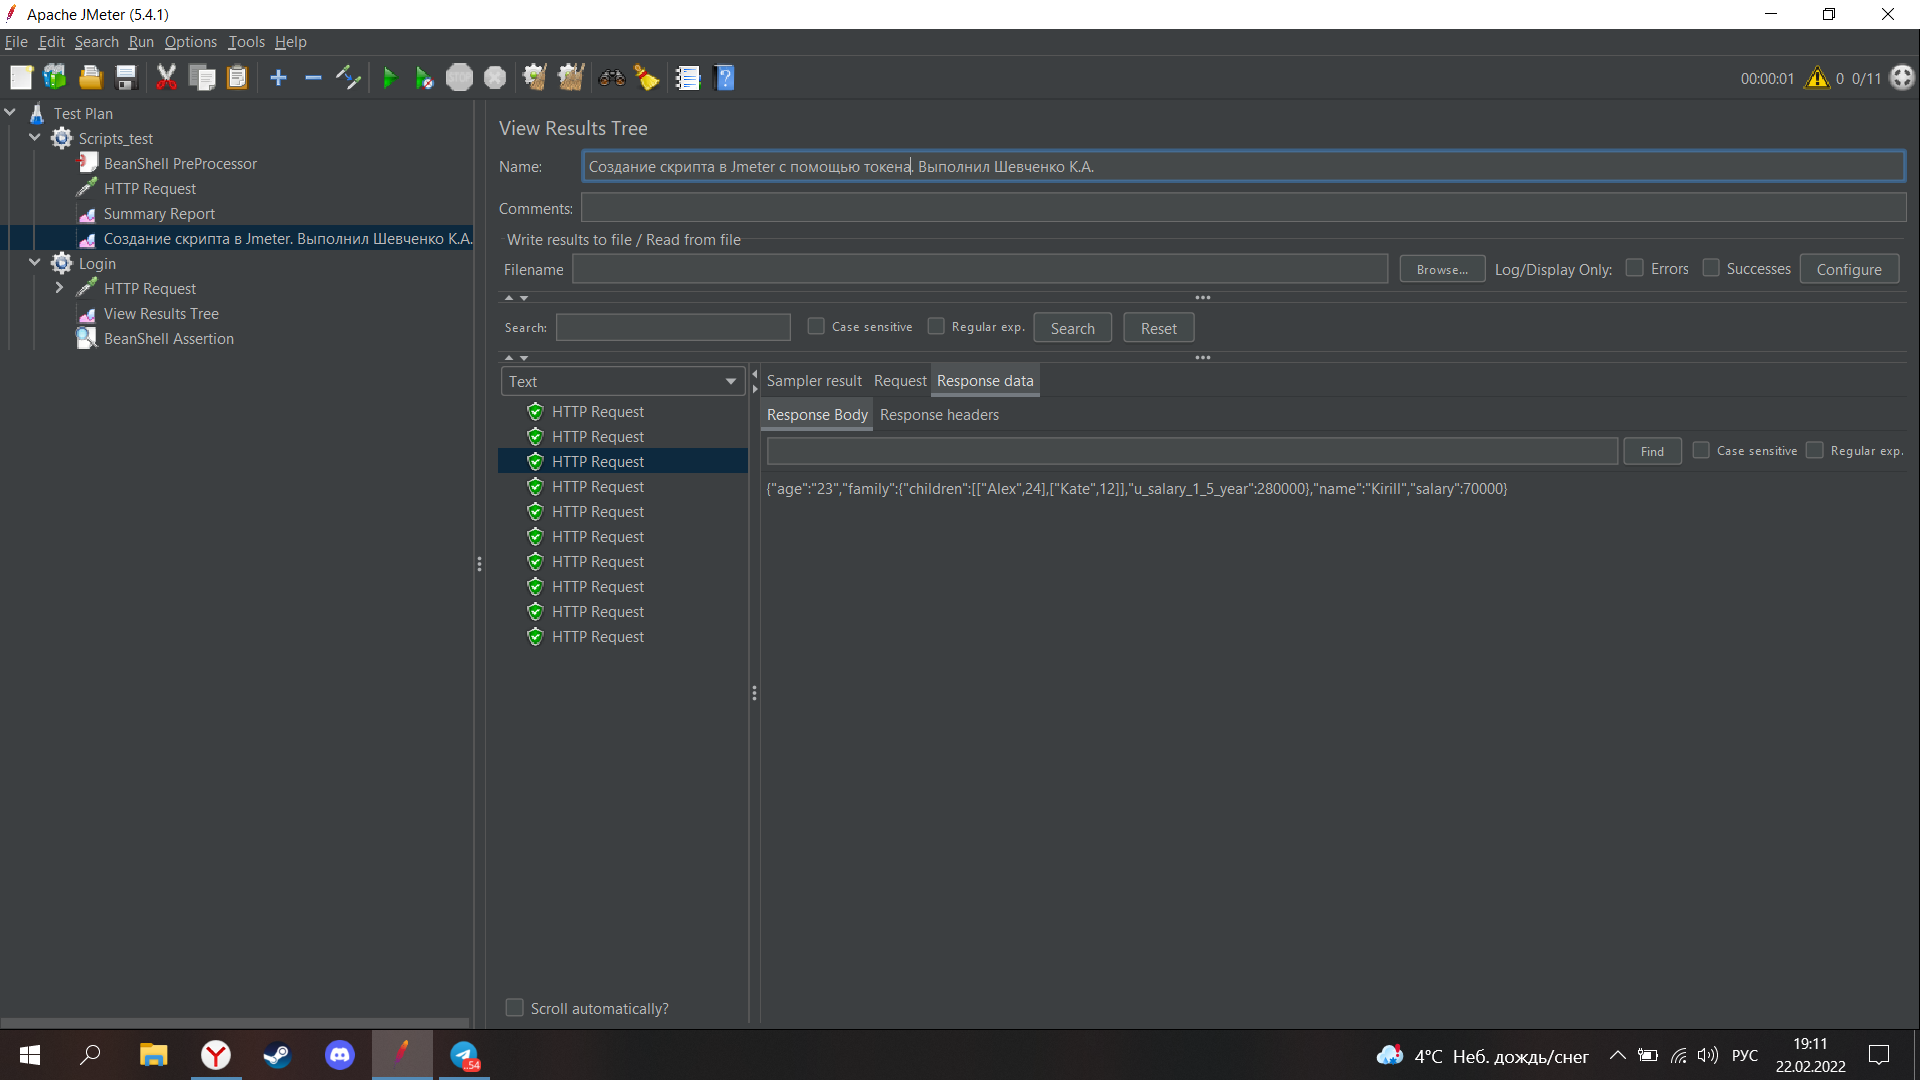 Apache JMeter (5.4.1)
File Edit Search Run Options Tools Help
00:00:01 0 0/11
Test Plan
Scripts_test
BeanShell PreProcessor
HTTP Request
Summary Report
Создание скрипта в Jmeter. Выполнил Шевченко К.А.
Login
HTTP Request
View Results Tree
BeanShell Assertion
View Results Tree
Name: Создание скрипта в Jmeter с помощью токена. Выполнил Шевченко К.А.
Comments:
Write results to file / Read from file
Filename Browse... Log/Display Only: Errors Successes Configure
Search: Case sensitive Regular exp. Search Reset
Text
HTTP Request
HTTP Request
HTTP Request
HTTP Request
HTTP Request
HTTP Request
HTTP Request
HTTP Request
HTTP Request
HTTP Request
Scroll automatically?
Sampler result Request Response data
Response Body Response headers
Find Case sensitive Regular exp.
{"age":"23","family":{"children":[["Alex",24],["Kate",12]],"u_salary_1_5_year":280000},"name":"Kirill","salary":70000}
STOP
54
4°C Неб. дождь/снег РУС 19:11
22.02.2022